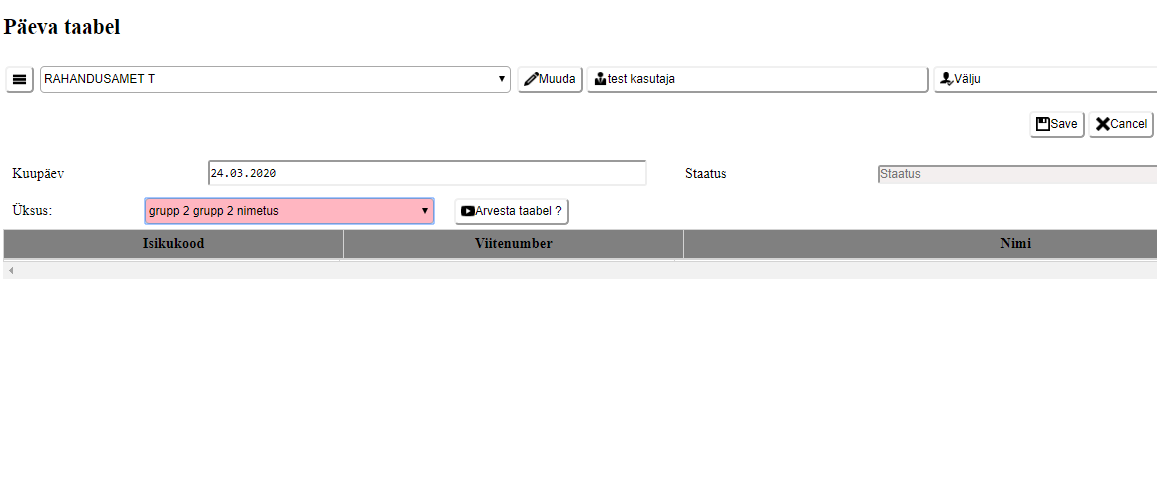 Päeva taabel
RAHANDUSAMET T Muuda test kasutaja Välju
Save Cancel
Kuupäev 24.03.2020 Staatus Staatus
Üksus: grupp 2 grupp 2 nimetus Arvesta taabel ?
Isikukood Viitenumber Nimi